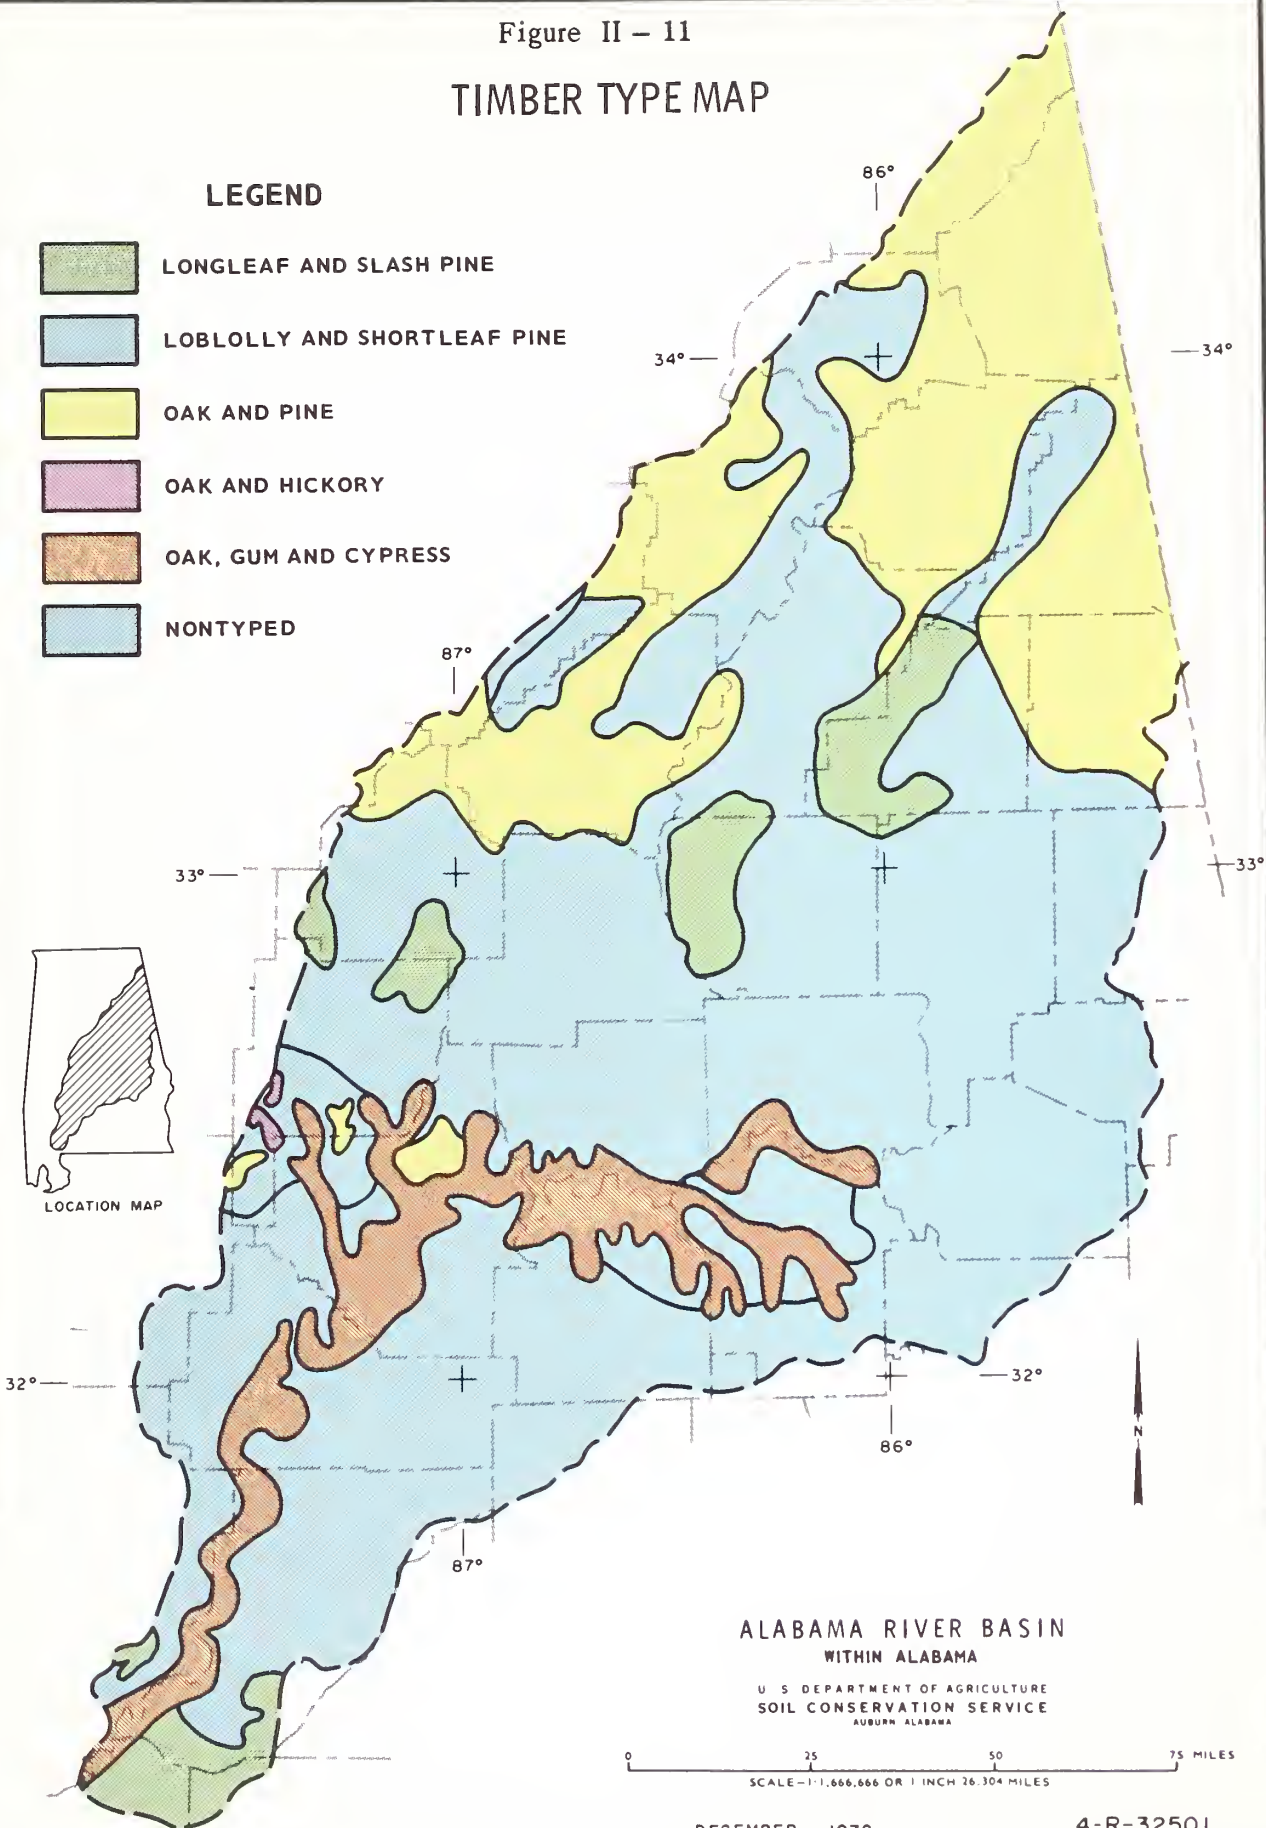 Figure II – 11
TIMBER TYPE MAP
LEGEND
LONGLEAF AND SLASH PINE
LOBLOLLY AND SHORTLEAF PINE
OAK AND PINE
OAK AND HICKORY
OAK, GUM AND CYPRESS
NONTYPED
86°
34°
34°
87°
33°
33°
LOCATION MAP
32°
32°
86°
N
87°
ALABAMA RIVER BASIN
WITHIN ALABAMA
U S DEPARTMENT OF AGRICULTURE
SOIL CONSERVATION SERVICE
AUBURN ALABAMA
0 25 50 75 MILES
SCALE-1:1,666,666 OR 1 INCH 26.304 MILES
4-R-32501